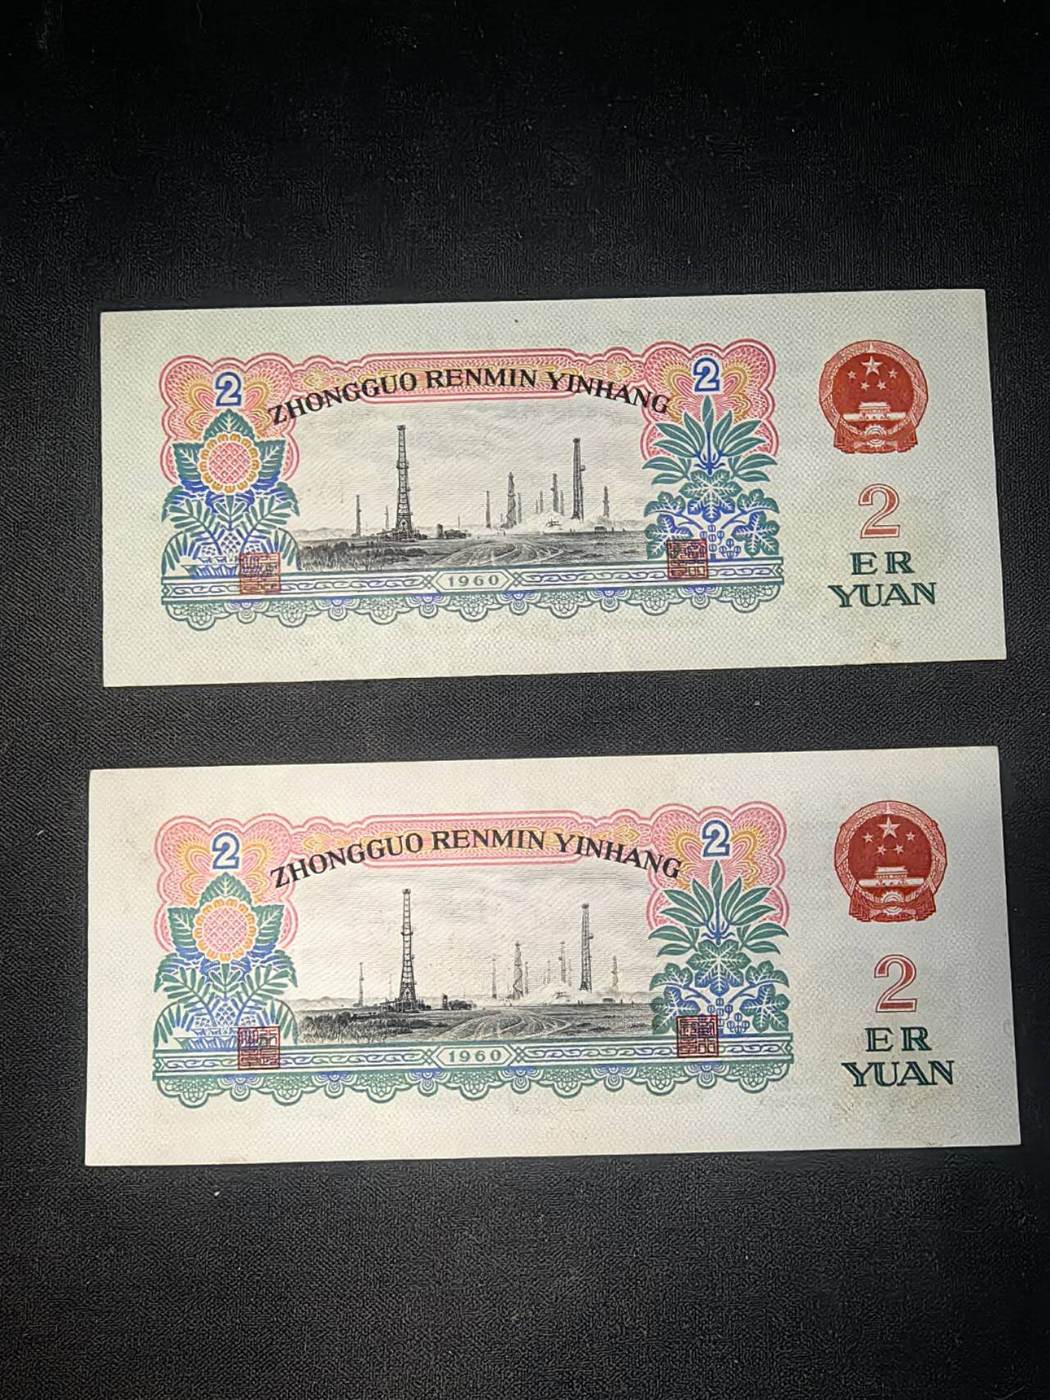 2 2
ZHONGGUO RENMIN YINHANG
2
ER
YUAN
1960
2 2
ZHONGGUO RENMIN YINHANG
2
ER
YUAN
1960